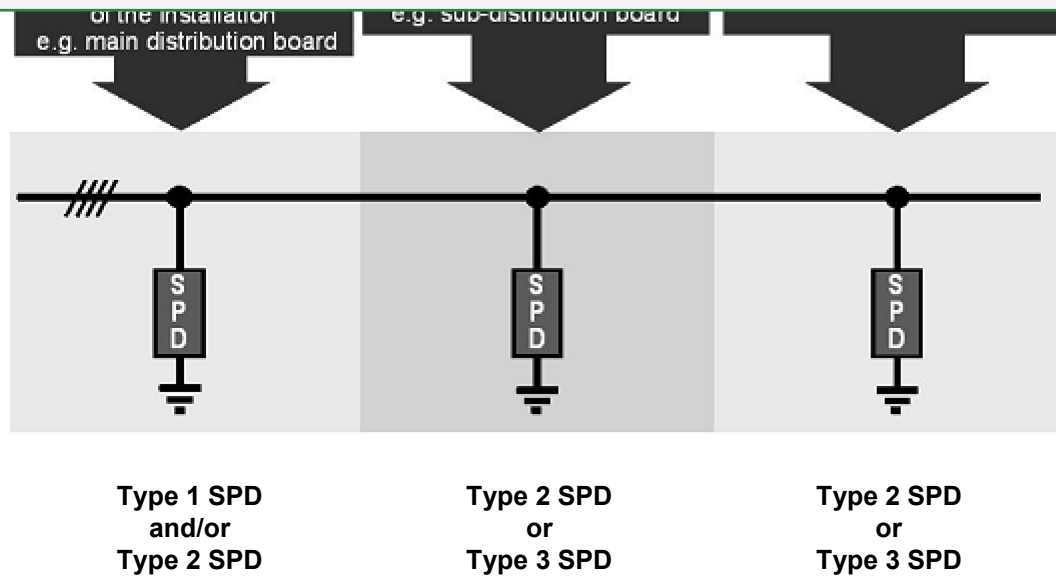 of the installation
e.g. main distribution board
e.g. sub-distribution board
S
P
D
S
P
D
S
P
D
Type 1 SPD
and/or
Type 2 SPD
Type 2 SPD
or
Type 3 SPD
Type 2 SPD
or
Type 3 SPD